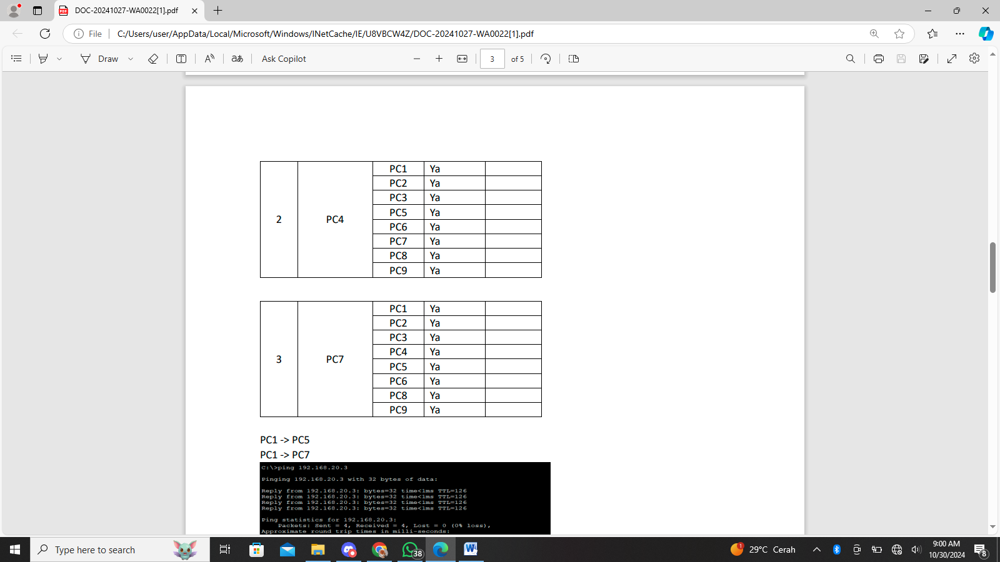 DOC-20241027-WA0022[1].pdf
File
C:/Users/user/AppData/Local/Microsoft/Windows/INetCache/IE/U8VBCW4Z/DOC-20241027-WA0022[1].pdf
Draw
aあ
Ask Copilot
3 of 5
PC1 Ya
PC2 Ya
PC3 Ya
PC5 Ya
2 PC4
PC6 Ya
PC7 Ya
PC8 Ya
PC9 Ya
PC1 Ya
PC2 Ya
PC3 Ya
PC4 Ya
3 PC7
PC5 Ya
PC6 Ya
PC8 Ya
PC9 Ya
PC1 -> PC5
PC1 -> PC7
C:\>ping 192.168.20.3
Pinging 192.168.20.3 with 32 bytes of data:
Reply from 192.168.20.3: bytes=32 time<1ms TTL=126
Reply from 192.168.20.3: bytes=32 time<1ms TTL=126
Reply from 192.168.20.3: bytes=32 time<1ms TTL=126
Reply from 192.168.20.3: bytes=32 time<1ms TTL=126
Ping statistics for 192.168.20.3:
Packets: Sent = 4, Received = 4, Lost = 0 (0% loss),
Approximate round trip times in milli-seconds:
Type here to search
38
1
29°C Cerah
9:00 AM
10/30/2024
8